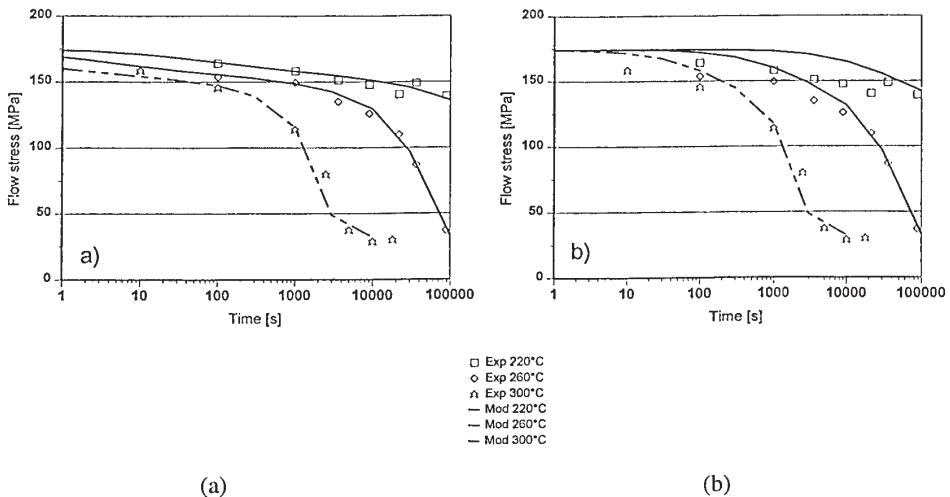 200
150
100
50
0
Flow stress [MPa]
a)
1 10 100 1000 10000 100000
Time [s]
200
150
100
50
0
Flow stress [MPa]
b)
1 10 100 1000 10000 100000
Time [s]
Exp 220°C
Exp 260°C
Exp 300°C
Mod 220°C
Mod 260°C
Mod 300°C
(a)
(b)